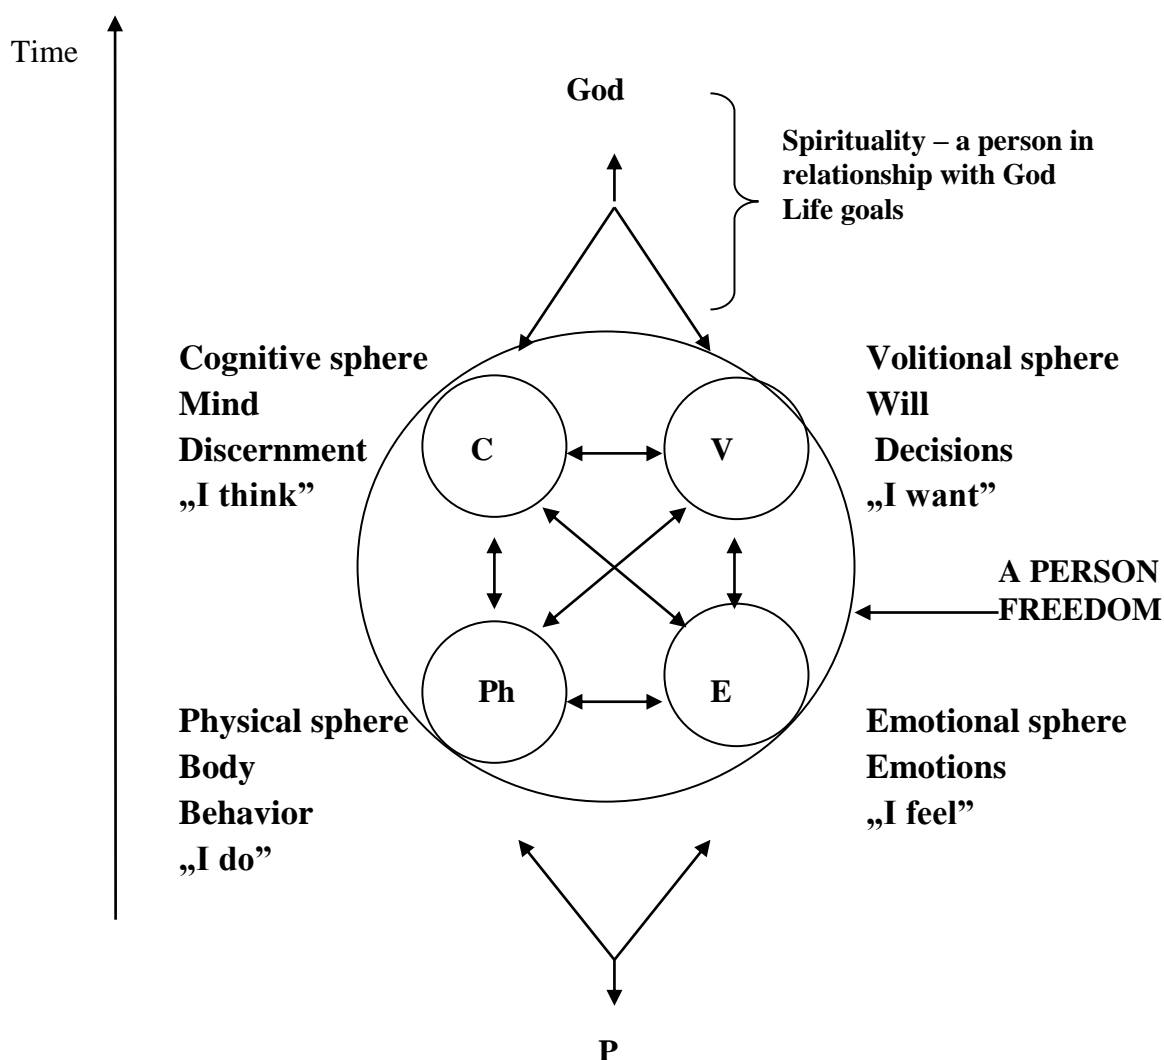 Time
God
Spirituality – a person in
relationship with God
Life goals
Cognitive sphere
Mind
Discernment
„I think”
Volitional sphere
Will
Decisions
„I want”
C
V
A PERSON
FREEDOM
Ph
E
Physical sphere
Body
Behavior
„I do”
Emotional sphere
Emotions
„I feel”
P